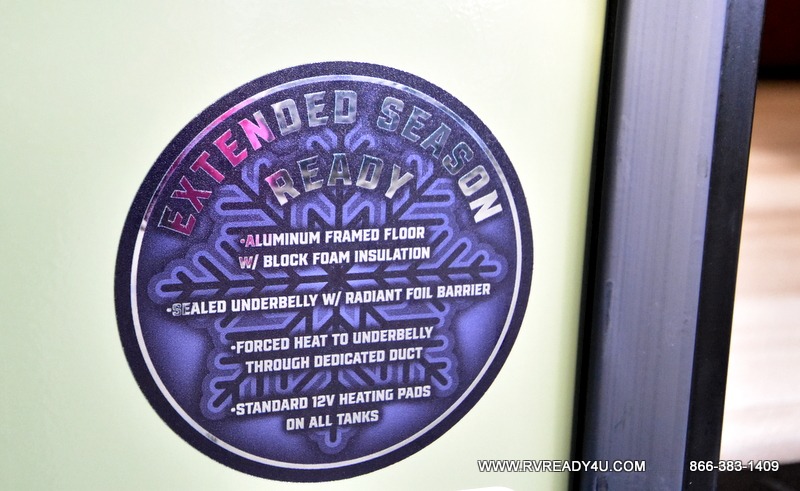 EXTENDED SEASON
READY
•ALUMINUM FRAMED FLOOR
W/ BLOCK FOAM INSULATION
•SEALED UNDERBELLY W/ RADIANT FOIL BARRIER
•FORCED HEAT TO UNDERBELLY
THROUGH DEDICATED DUCT
•STANDARD 12V HEATING PADS
ON ALL TANKS
WWW.RVREADY4U.COM 866-383-1409